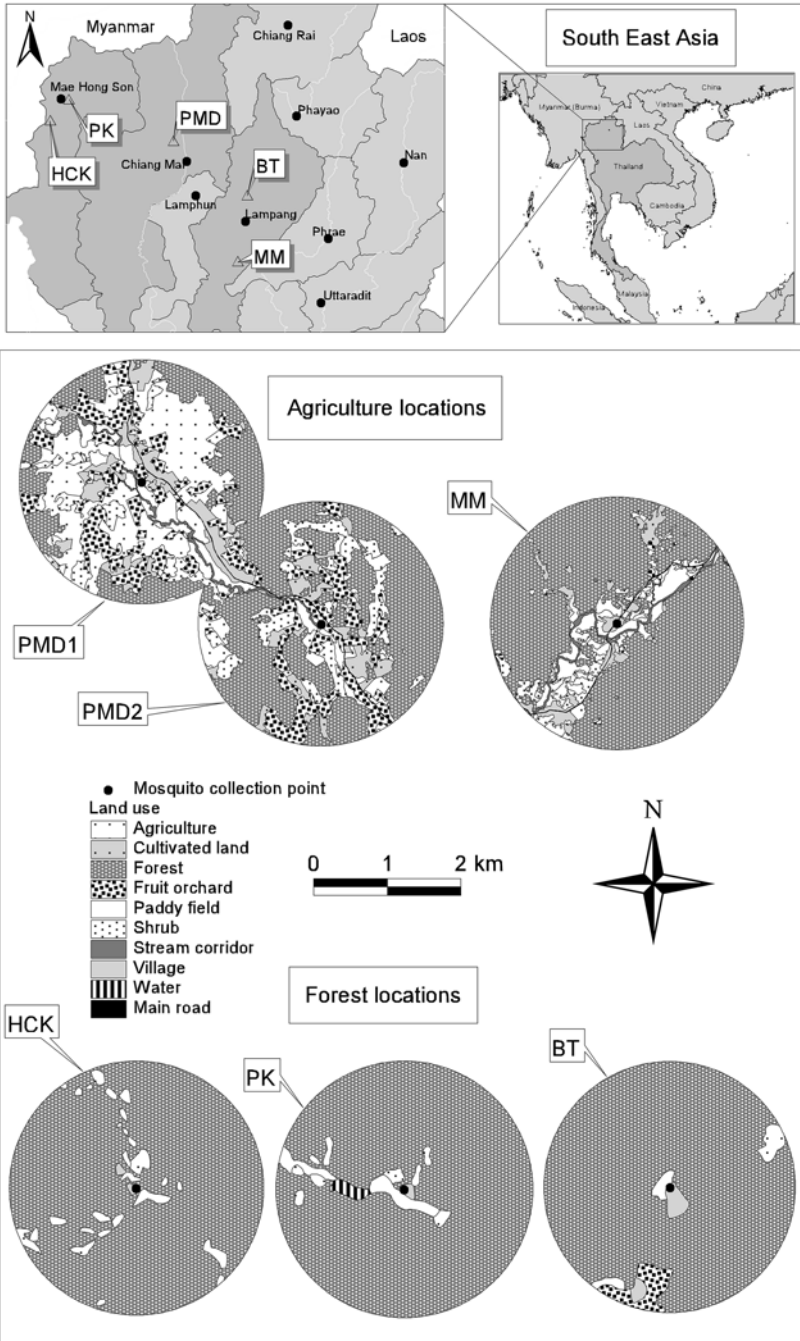 N
Myanmar
Chiang Rai
Laos
South East Asia
Mae Hong Son
PK
PMD
Phayao
HCK
Chiang Mai
BT
Nan
Lamphun
Lampang
Phrae
MM
Uttaradit
China
Myanmar (Burma)
Vietnam
Laos
Thailand
Cambodia
Malaysia
Indonesia
Agriculture locations
MM
PMD1
PMD2
Mosquito collection point
Land use
Agriculture
Cultivated land
Forest
Fruit orchard
Paddy field
Shrub
Stream corridor
Village
Water
Main road
0 1 2 km
N
Forest locations
HCK
PK
BT